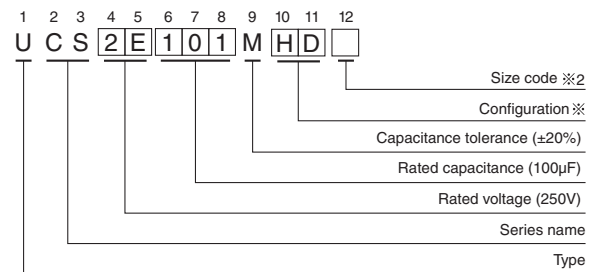 1 2 3 4 5 6 7 8 9 10 11 12
U C S 2 E 1 0 1 M H D
Size code ※2
Configuration ※
Capacitance tolerance (±20%)
Rated capacitance (100µF)
Rated voltage (250V)
Series name
Type